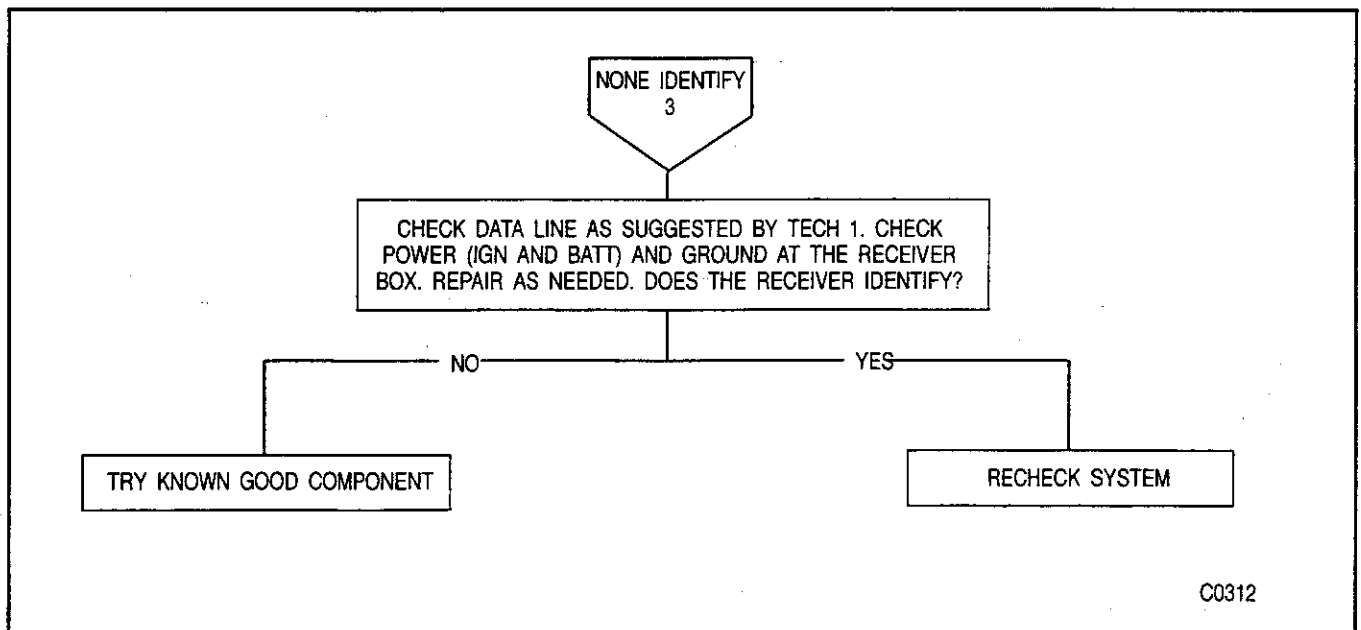 NONE IDENTIFY
3
CHECK DATA LINE AS SUGGESTED BY TECH 1. CHECK
POWER (IGN AND BATT) AND GROUND AT THE RECEIVER
BOX. REPAIR AS NEEDED. DOES THE RECEIVER IDENTIFY?
NO
YES
TRY KNOWN GOOD COMPONENT
RECHECK SYSTEM
C0312